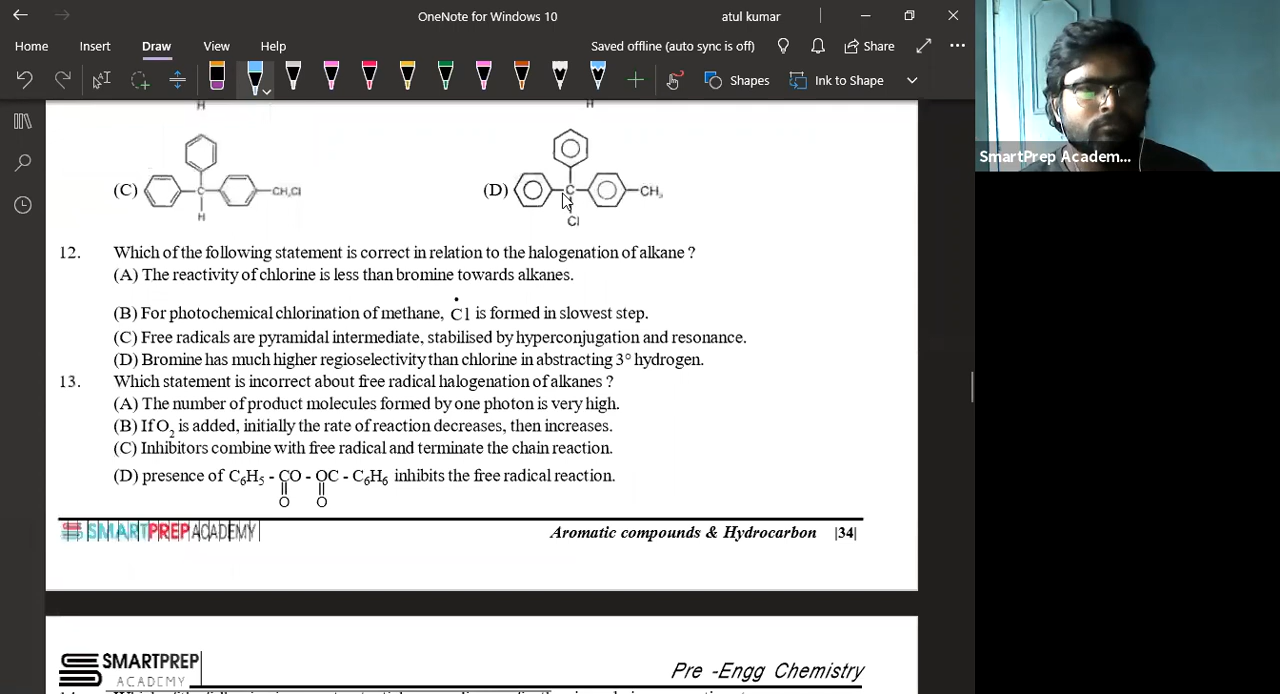 OneNote for Windows 10
atul kumar
Home Insert Draw View Help
Saved offline (auto sync is off)
Share
Shapes
Ink to Shape
SmartPrep Academ...
H
H
(C)
C
CH₂Cl
H
(D)
C
CH₃
Cl
12. Which of the following statement is correct in relation to the halogenation of alkane ?
(A) The reactivity of chlorine is less than bromine towards alkanes.
(B) For photochemical chlorination of methane, Ċl is formed in slowest step.
(C) Free radicals are pyramidal intermediate, stabilised by hyperconjugation and resonance.
(D) Bromine has much higher regioselectivity than chlorine in abstracting 3° hydrogen.
13. Which statement is incorrect about free radical halogenation of alkanes ?
(A) The number of product molecules formed by one photon is very high.
(B) If O₂ is added, initially the rate of reaction decreases, then increases.
(C) Inhibitors combine with free radical and terminate the chain reaction.
(D) presence of C₆H₅ - CO - OC - C₆H₆ inhibits the free radical reaction.
|| ||
O O
SMARTPREP ACADEMY Aromatic compounds & Hydrocarbon |34|
SMARTPREP
ACADEMY
Pre -Engg Chemistry